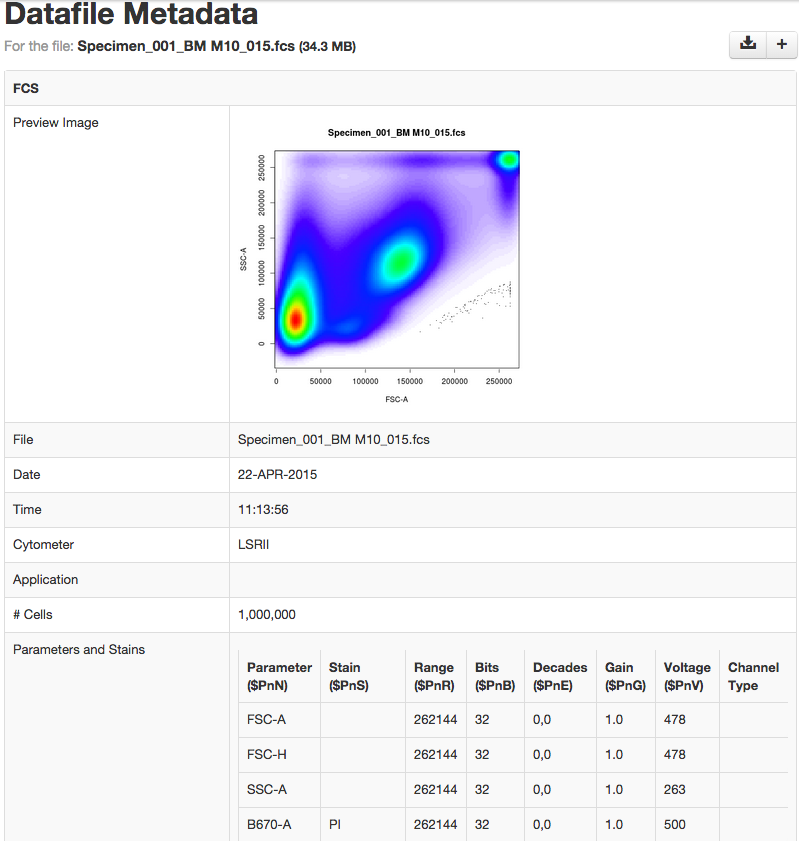 Datafile Metadata
For the file: Specimen_001_BM M10_015.fcs (34.3 MB)
+
FCS
Preview Image
Specimen_001_BM M10_015.fcs
SSC-A
0 50000 100000 150000 200000 250000
0 50000 100000 150000 200000 250000
FSC-A
File Specimen_001_BM M10_015.fcs
Date 22-APR-2015
Time 11:13:56
Cytometer LSRII
Application
# Cells 1,000,000
Parameters and Stains
Parameter Stain Range Bits Decades Gain Voltage Channel
($PnN) ($PnS) ($PnR) ($PnB) ($PnE) ($PnG) ($PnV) Type
FSC-A 262144 32 0,0 1.0 478
FSC-H 262144 32 0,0 1.0 478
SSC-A 262144 32 0,0 1.0 263
B670-A PI 262144 32 0,0 1.0 500